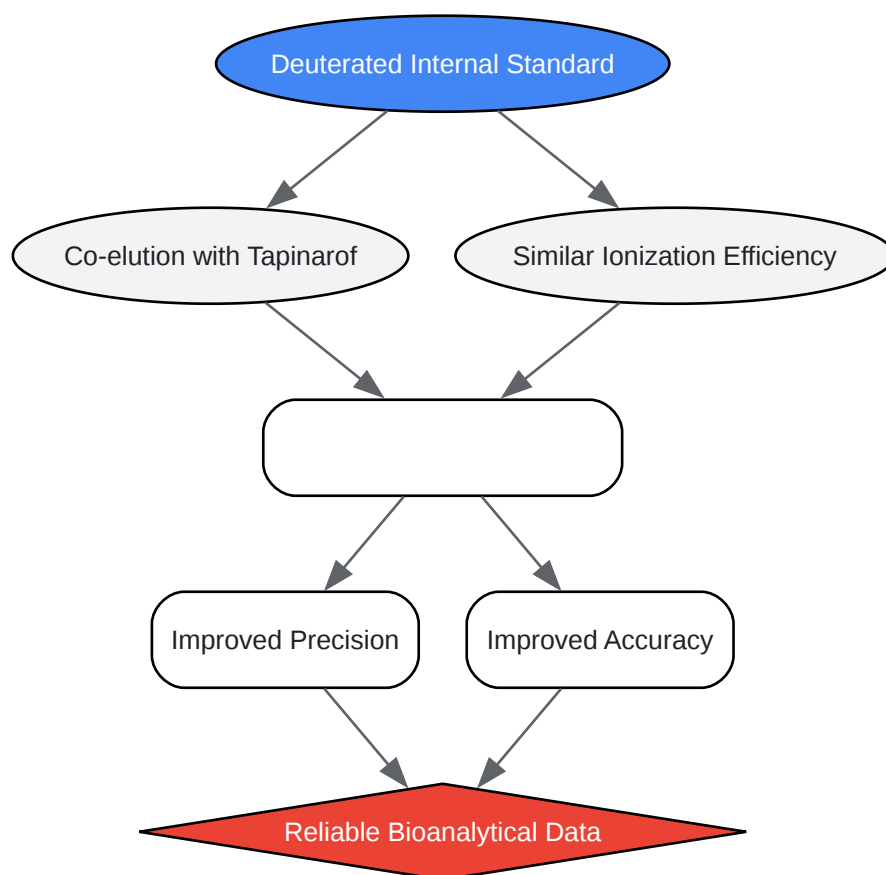 Deuterated Internal Standard
Co-elution with Tapinarof
Similar Ionization Efficiency
Improved Precision
Improved Accuracy
Reliable Bioanalytical Data